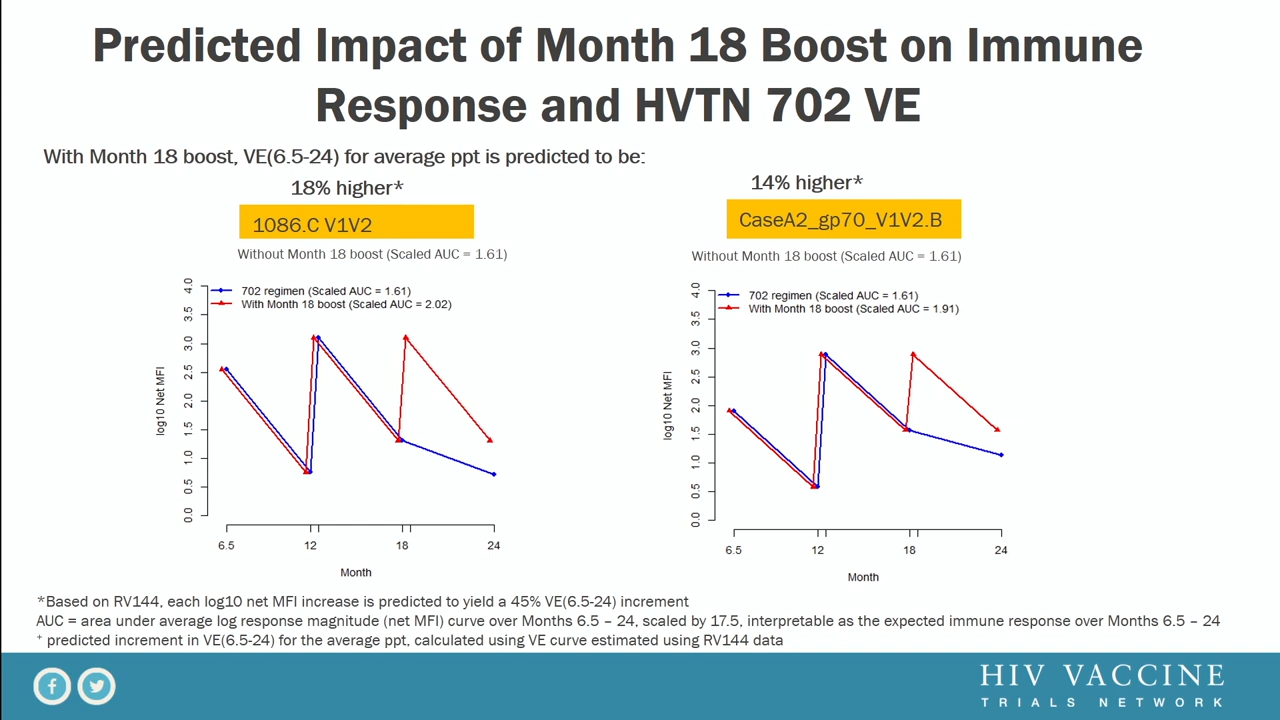 Predicted Impact of Month 18 Boost on Immune
Response and HVTN 702 VE
With Month 18 boost, VE(6.5-24) for average ppt is predicted to be:
18% higher*
1086.C V1V2
Without Month 18 boost (Scaled AUC = 1.61)
702 regimen (Scaled AUC = 1.61)
With Month 18 boost (Scaled AUC = 2.02)
4.0
3.5
3.0
2.5
2.0
1.5
1.0
0.5
0.0
log10 Net MFI
6.5
12
18
24
Month
14% higher*
CaseA2_gp70_V1V2.B
Without Month 18 boost (Scaled AUC = 1.61)
702 regimen (Scaled AUC = 1.61)
With Month 18 boost (Scaled AUC = 1.91)
4.0
3.5
3.0
2.5
2.0
1.5
1.0
0.5
0.0
log10 Net MFI
6.5
12
18
24
Month
*Based on RV144, each log10 net MFI increase is predicted to yield a 45% VE(6.5-24) increment
AUC = area under average log response magnitude (net MFI) curve over Months 6.5 – 24, scaled by 17.5, interpretable as the expected immune response over Months 6.5 – 24
+ predicted increment in VE(6.5-24) for the average ppt, calculated using VE curve estimated using RV144 data
HIV VACCINE
TRIALS NETWORK